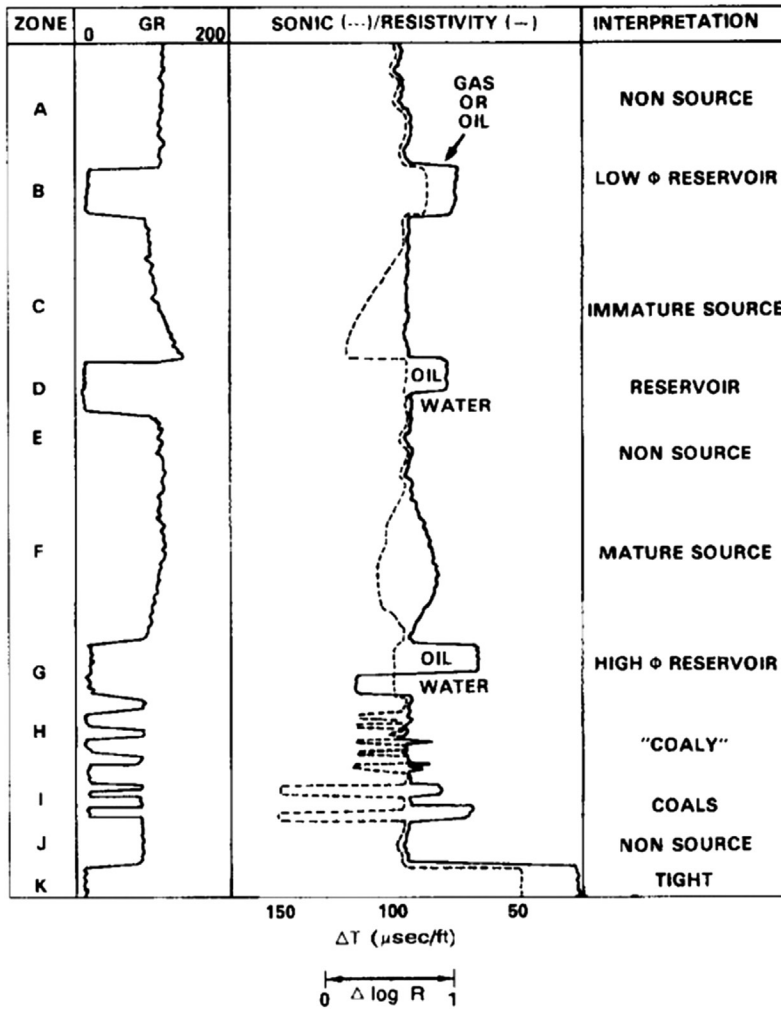 ZONE GR SONIC (---)/RESISTIVITY (—) INTERPRETATION
0 200
GAS
OR
OIL
A NON SOURCE
B LOW Φ RESERVOIR
C IMMATURE SOURCE
OIL
D RESERVOIR
WATER
E NON SOURCE
F MATURE SOURCE
OIL
G HIGH Φ RESERVOIR
WATER
H "COALY"
I COALS
J NON SOURCE
K TIGHT
150 100 50
ΔT (μsec/ft)
0 Δ log R 1